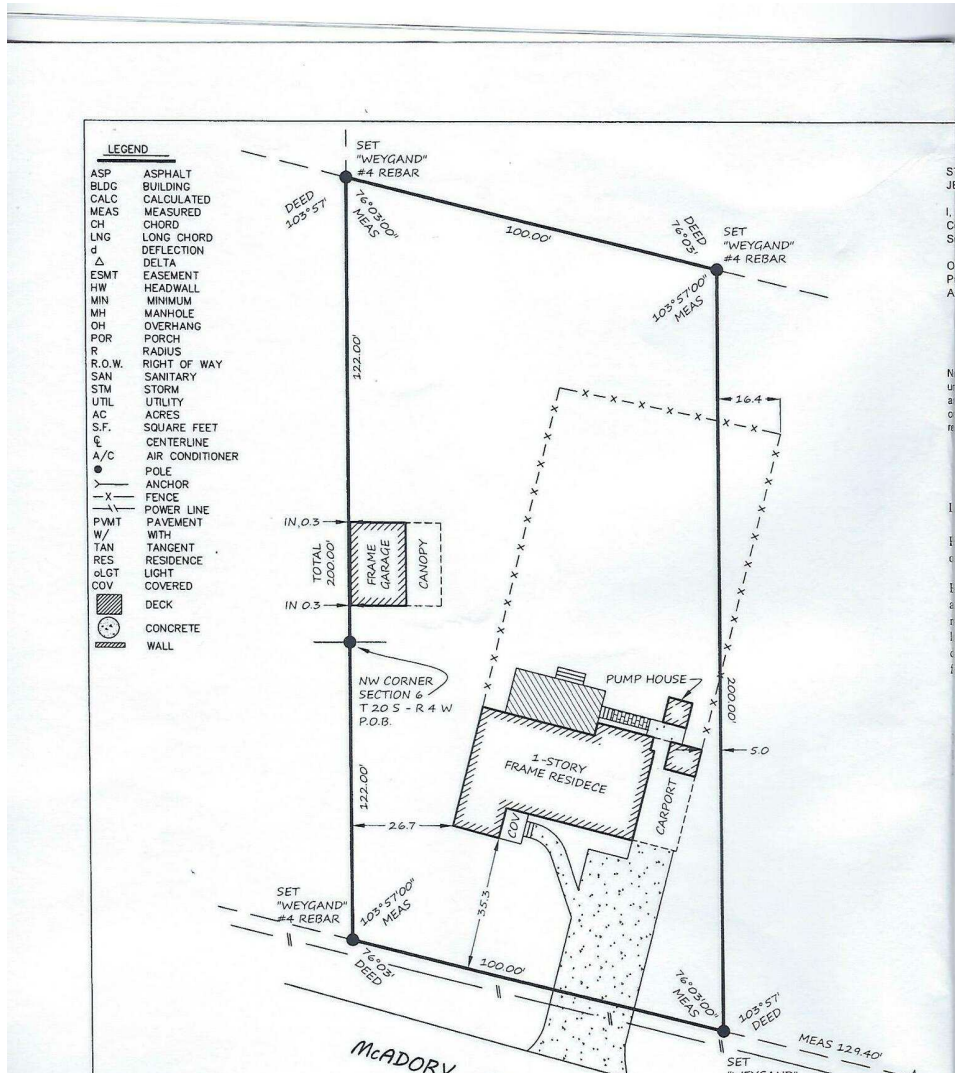 LEGEND
ASP ASPHALT
BLDG BUILDING
CALC CALCULATED
MEAS MEASURED
CH CHORD
LNG LONG CHORD
d DEFLECTION
Δ DELTA
ESMT EASEMENT
HW HEADWALL
MIN MINIMUM
MH MANHOLE
OH OVERHANG
POR PORCH
R RADIUS
R.O.W. RIGHT OF WAY
SAN SANITARY
STM STORM
UTIL UTILITY
AC ACRES
S.F. SQUARE FEET
℄ CENTERLINE
A/C AIR CONDITIONER
POLE
ANCHOR
X FENCE
POWER LINE
PVMT PAVEMENT
W/ WITH
TAN TANGENT
RES RESIDENCE
oLGT LIGHT
COV COVERED
DECK
CONCRETE
WALL
SET
"WEYGAND"
#4 REBAR
DEED
103°57'
76°03'00"
MEAS
100.00'
DEED
76°03'
SET
"WEYGAND"
#4 REBAR
103°57'00"
MEAS
122.00'
16.4
IN 0.3
TOTAL
200.00'
FRAME
GARAGE
CANOPY
IN 0.3
NW CORNER
SECTION 6
T 20 S - R 4 W
P.O.B.
PUMP HOUSE
200.00'
5.0
1-STORY
FRAME RESIDECE
CARPORT
COV
122.00'
26.7
35.3
SET
"WEYGAND"
#4 REBAR
103°57'00"
MEAS
76°03'
DEED
100.00'
76°03'00"
MEAS
103°57'
DEED
MEAS 129.40'
SET
"WEYGAND"
McADORY